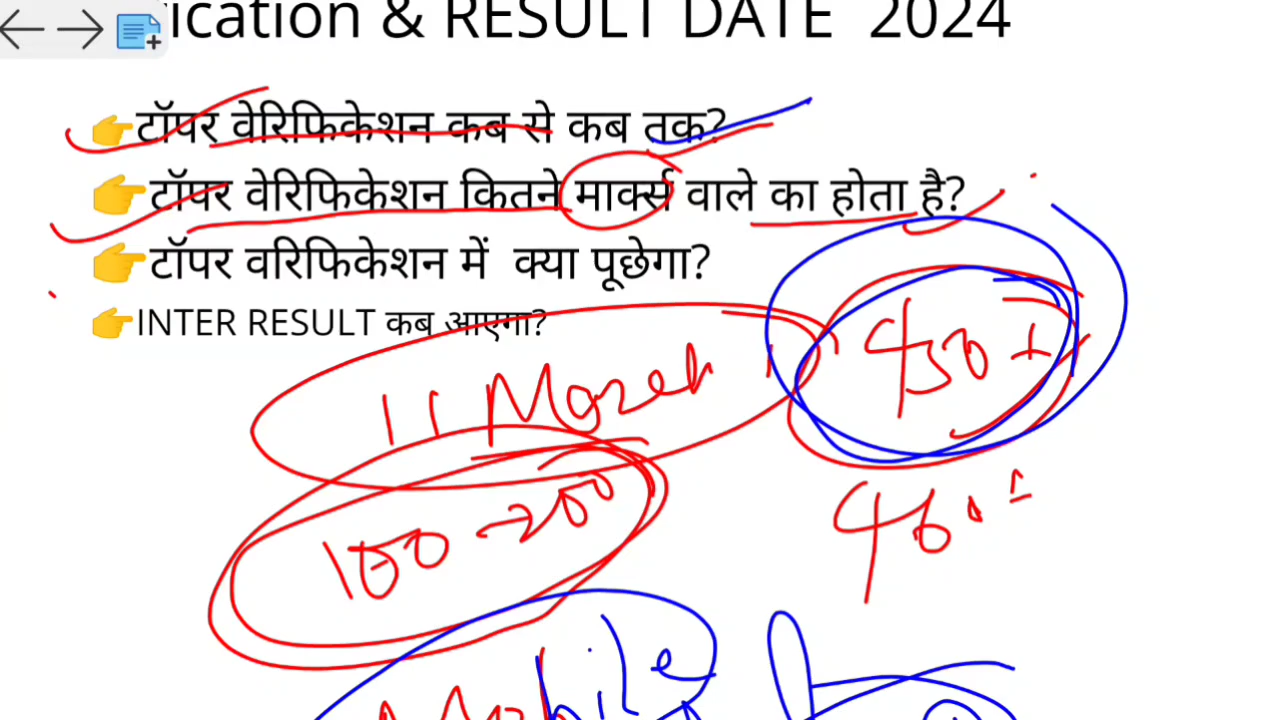 ication & RESULT DATE 2024
👉टॉपर वेरिफिकेशन कब से कब तक?
👉टॉपर वेरिफिकेशन कितने मार्क्स वाले का होता है?
👉टॉपर वरिफिकेशन में क्या पूछेगा?
👉INTER RESULT कब आएगा?
450+
11 March
460+
100-200
Mobile